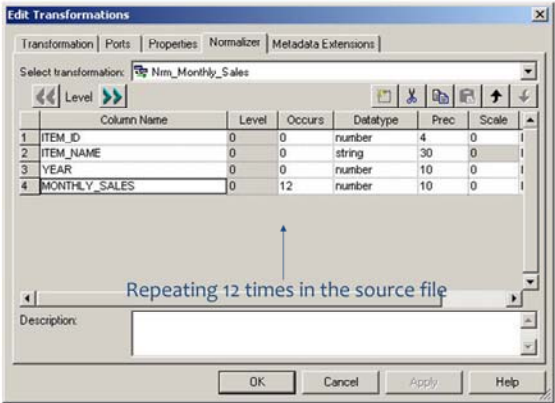 Edit Transformations
Transformation Ports Properties Normalizer Metadata Extensions
Select transformation: Nrm_Monthly_Sales
Level
Column Name Level Occurs Datatype Prec Scale
1 ITEM_ID 0 0 number 4 0
2 ITEM_NAME 0 0 string 30 0
3 YEAR 0 0 number 10 0
4 MONTHLY_SALES 0 12 number 10 0
Repeating 12 times in the source file
Description:
OK Cancel Apply Help